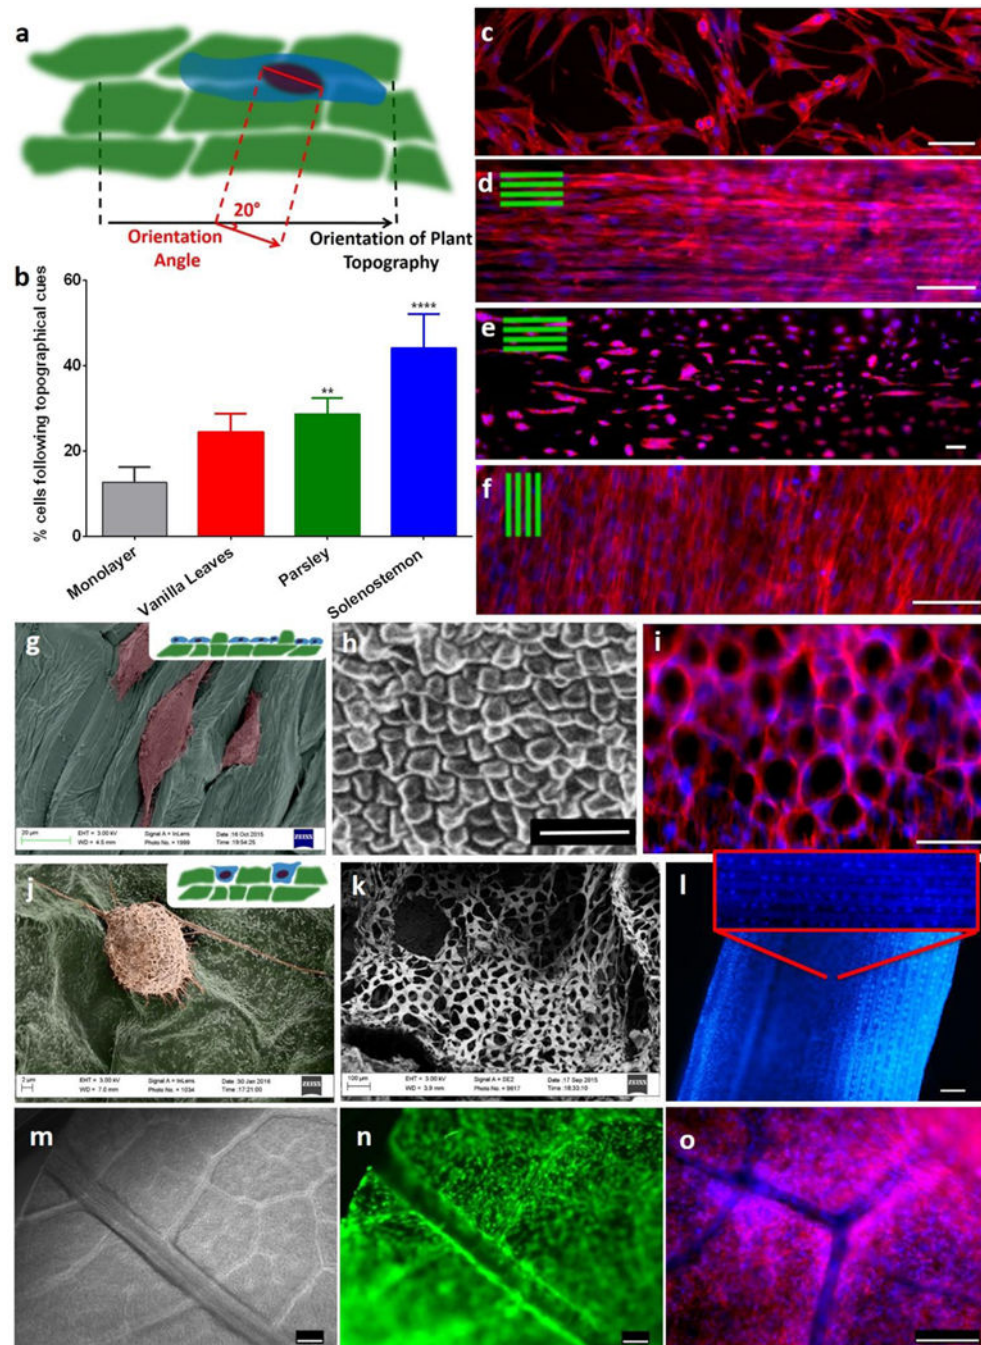 a
20°
Orientation
Angle
Orientation of Plant
Topography
b
% cells following topographical cues
60
40
20
0
**
****
Monolayer
Vanilla Leaves
Parsley
Solenostemon
c
d
e
f
g
20 µm
EHT = 3.00 kV
WD = 4.5 mm
Signal A = InLens
Photo No. = 1999
Date :16 Oct 2015
Time :19:54:25
ZEISS
h
i
j
2 µm
EHT = 3.00 kV
WD = 7.6 mm
Signal A = InLens
Photo No. = 1034
Date :30 Jan 2016
Time :17:21:00
ZEISS
k
100 µm
EHT = 3.00 kV
WD = 3.9 mm
Signal A = SE2
Photo No. = 9817
Date :17 Sep 2015
Time :18:33:10
ZEISS
l
m
n
o